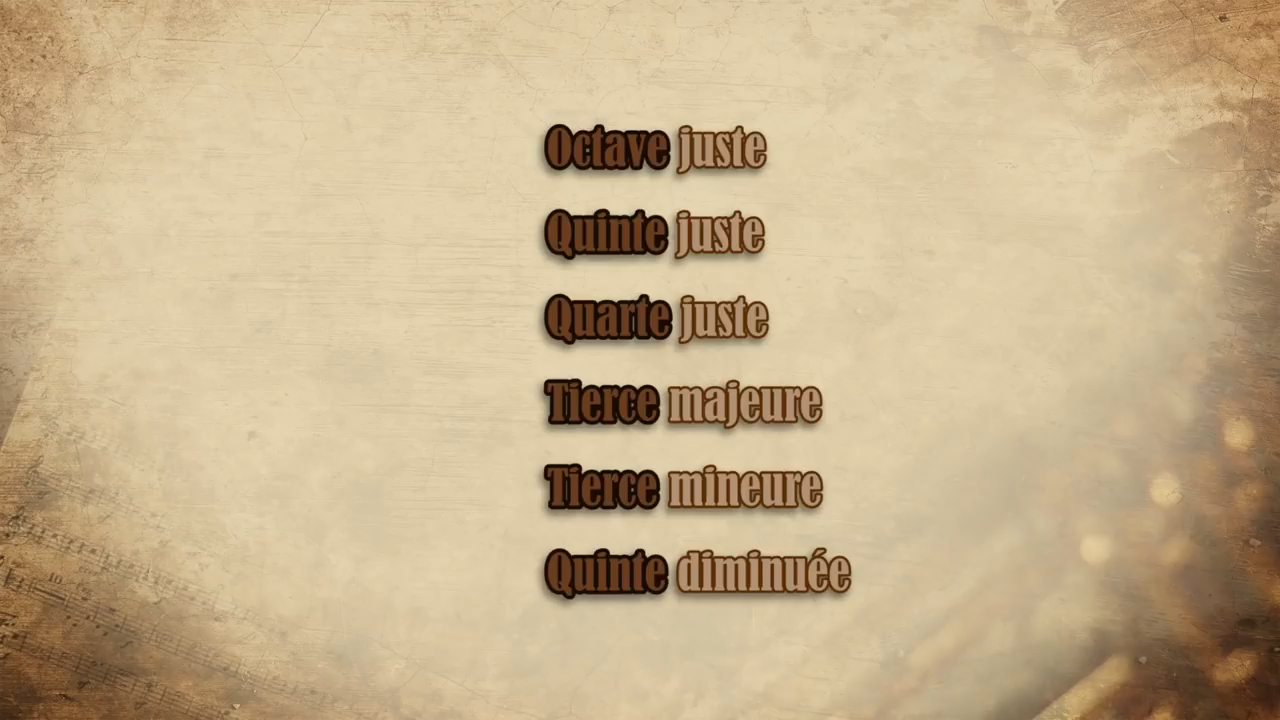 Octave juste
Quinte juste
Quarte juste
Tierce majeure
Tierce mineure
Quinte diminuée